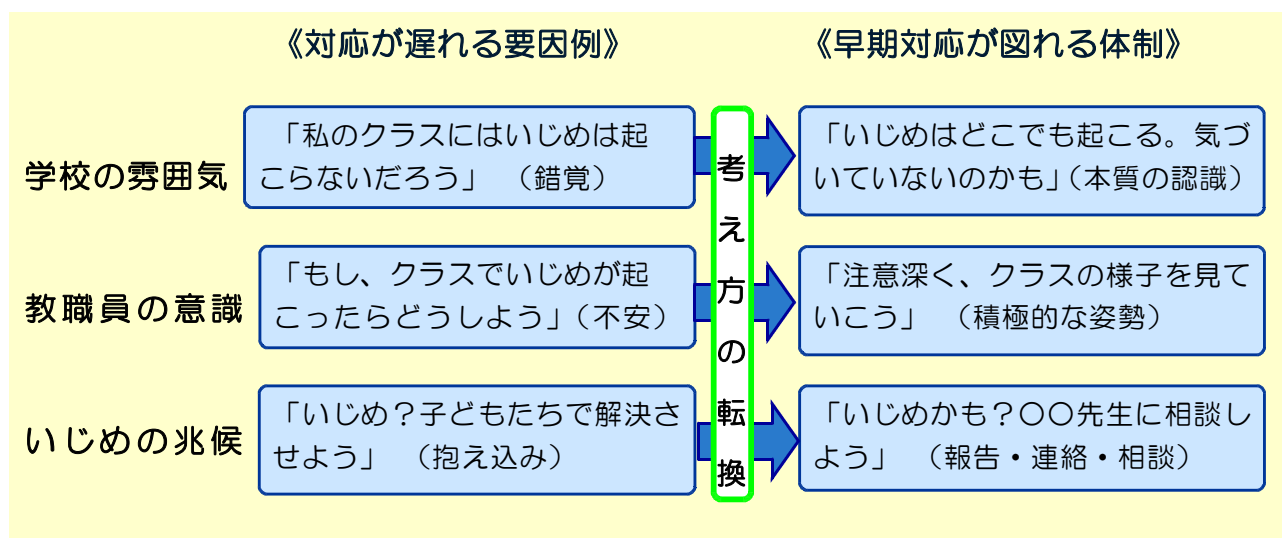 《対応が遅れる要因例》
《早期対応が図れる体制》
学校の雰囲気
「私のクラスにはいじめは起
こらないだろう」 （錯覚）
「いじめはどこでも起こる。気づ
いていないのかも」（本質の認識）
教職員の意識
「もし、クラスでいじめが起
こったらどうしよう」（不安）
「注意深く、クラスの様子を見て
いこう」 （積極的な姿勢）
いじめの兆候
「いじめ？子どもたちで解決さ
せよう」 （抱え込み）
「いじめかも？〇〇先生に相談し
よう」 （報告・連絡・相談）
考え方の転換